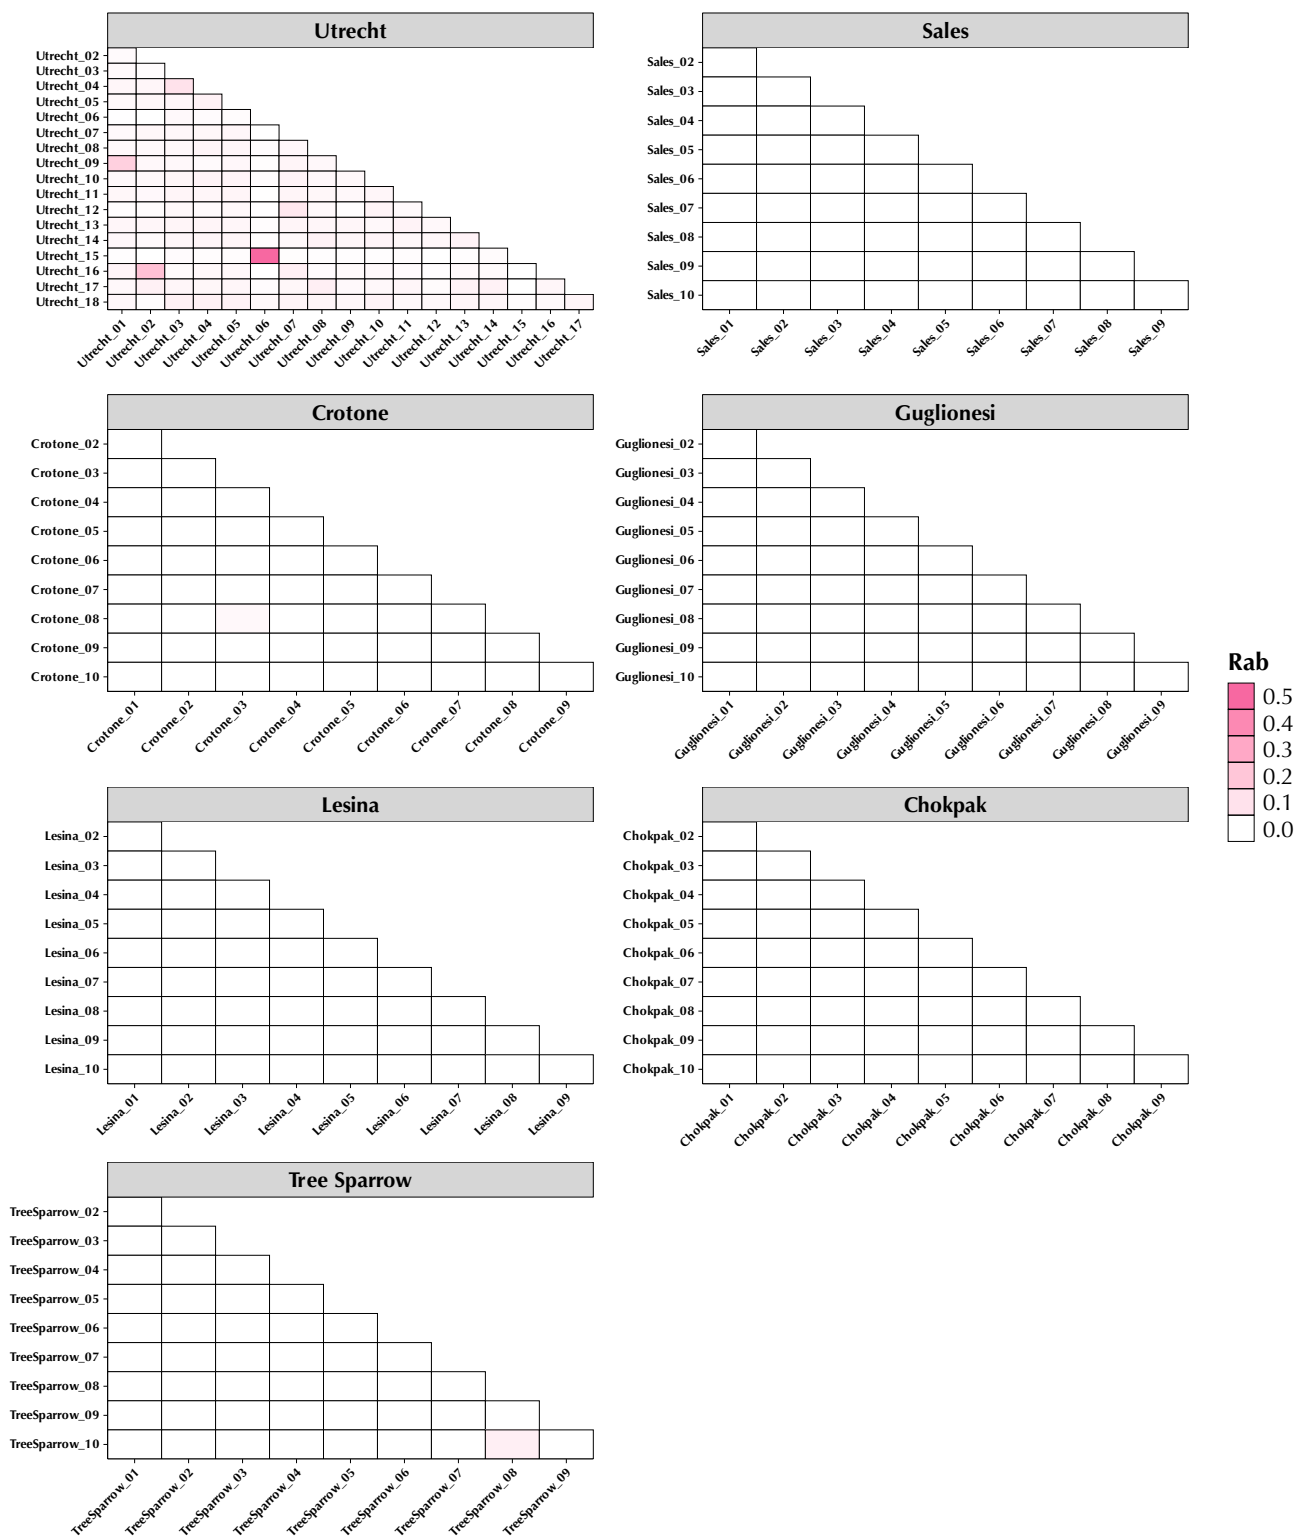 Utrecht
Utrecht_02
Utrecht_03
Utrecht_04
Utrecht_05
Utrecht_06
Utrecht_07
Utrecht_08
Utrecht_09
Utrecht_10
Utrecht_11
Utrecht_12
Utrecht_13
Utrecht_14
Utrecht_15
Utrecht_16
Utrecht_17
Utrecht_18
Utrecht_01 Utrecht_02 Utrecht_03 Utrecht_04 Utrecht_05 Utrecht_06 Utrecht_07 Utrecht_08 Utrecht_09 Utrecht_10 Utrecht_11 Utrecht_12 Utrecht_13 Utrecht_14 Utrecht_15 Utrecht_16 Utrecht_17
Sales
Sales_02
Sales_03
Sales_04
Sales_05
Sales_06
Sales_07
Sales_08
Sales_09
Sales_10
Sales_01 Sales_02 Sales_03 Sales_04 Sales_05 Sales_06 Sales_07 Sales_08 Sales_09
Crotone
Crotone_02
Crotone_03
Crotone_04
Crotone_05
Crotone_06
Crotone_07
Crotone_08
Crotone_09
Crotone_10
Crotone_01 Crotone_02 Crotone_03 Crotone_04 Crotone_05 Crotone_06 Crotone_07 Crotone_08 Crotone_09
Guglionesi
Guglionesi_02
Guglionesi_03
Guglionesi_04
Guglionesi_05
Guglionesi_06
Guglionesi_07
Guglionesi_08
Guglionesi_09
Guglionesi_10
Guglionesi_01 Guglionesi_02 Guglionesi_03 Guglionesi_04 Guglionesi_05 Guglionesi_06 Guglionesi_07 Guglionesi_08 Guglionesi_09
Rab
0.5
0.4
0.3
0.2
0.1
0.0
Lesina
Lesina_02
Lesina_03
Lesina_04
Lesina_05
Lesina_06
Lesina_07
Lesina_08
Lesina_09
Lesina_10
Lesina_01 Lesina_02 Lesina_03 Lesina_04 Lesina_05 Lesina_06 Lesina_07 Lesina_08 Lesina_09
Chokpak
Chokpak_02
Chokpak_03
Chokpak_04
Chokpak_05
Chokpak_06
Chokpak_07
Chokpak_08
Chokpak_09
Chokpak_10
Chokpak_01 Chokpak_02 Chokpak_03 Chokpak_04 Chokpak_05 Chokpak_06 Chokpak_07 Chokpak_08 Chokpak_09
Tree Sparrow
TreeSparrow_02
TreeSparrow_03
TreeSparrow_04
TreeSparrow_05
TreeSparrow_06
TreeSparrow_07
TreeSparrow_08
TreeSparrow_09
TreeSparrow_10
TreeSparrow_01 TreeSparrow_02 TreeSparrow_03 TreeSparrow_04 TreeSparrow_05 TreeSparrow_06 TreeSparrow_07 TreeSparrow_08 TreeSparrow_09